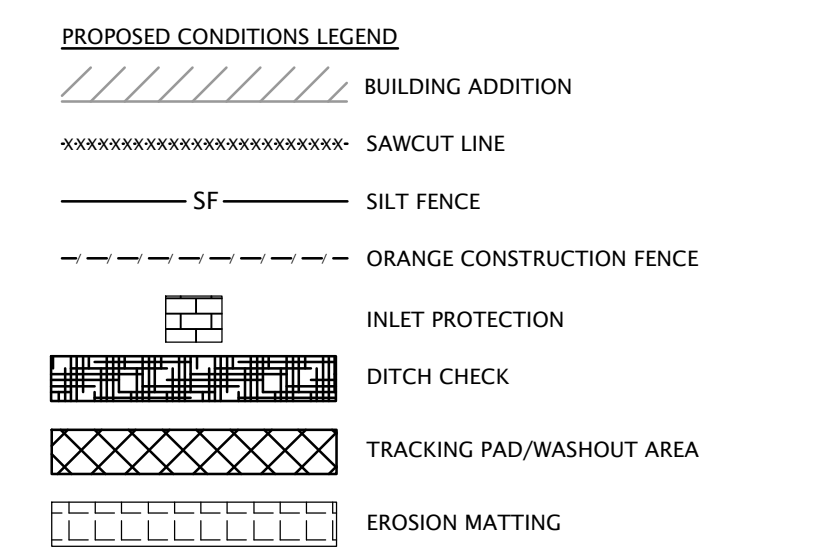 PROPOSED CONDITIONS LEGEND
BUILDING ADDITION
SAWCUT LINE
SF SILT FENCE
ORANGE CONSTRUCTION FENCE
INLET PROTECTION
DITCH CHECK
TRACKING PAD/WASHOUT AREA
EROSION MATTING